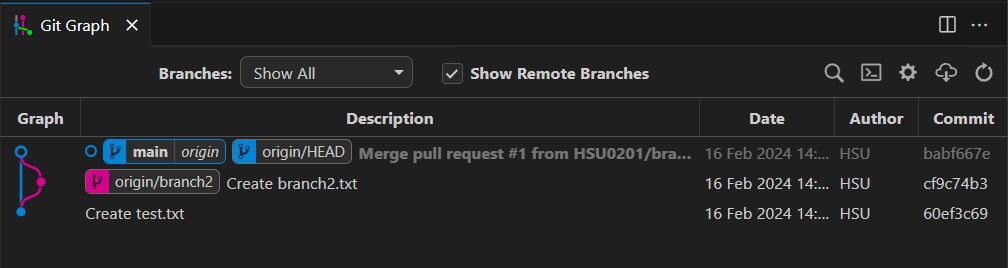 Git Graph
Branches: Show All Show Remote Branches
Graph Description Date Author Commit
main origin origin/HEAD Merge pull request #1 from HSU0201/bra... 16 Feb 2024 14:... HSU babf667e
origin/branch2 Create branch2.txt 16 Feb 2024 14:... HSU cf9c74b3
Create test.txt 16 Feb 2024 14:... HSU 60ef3c69